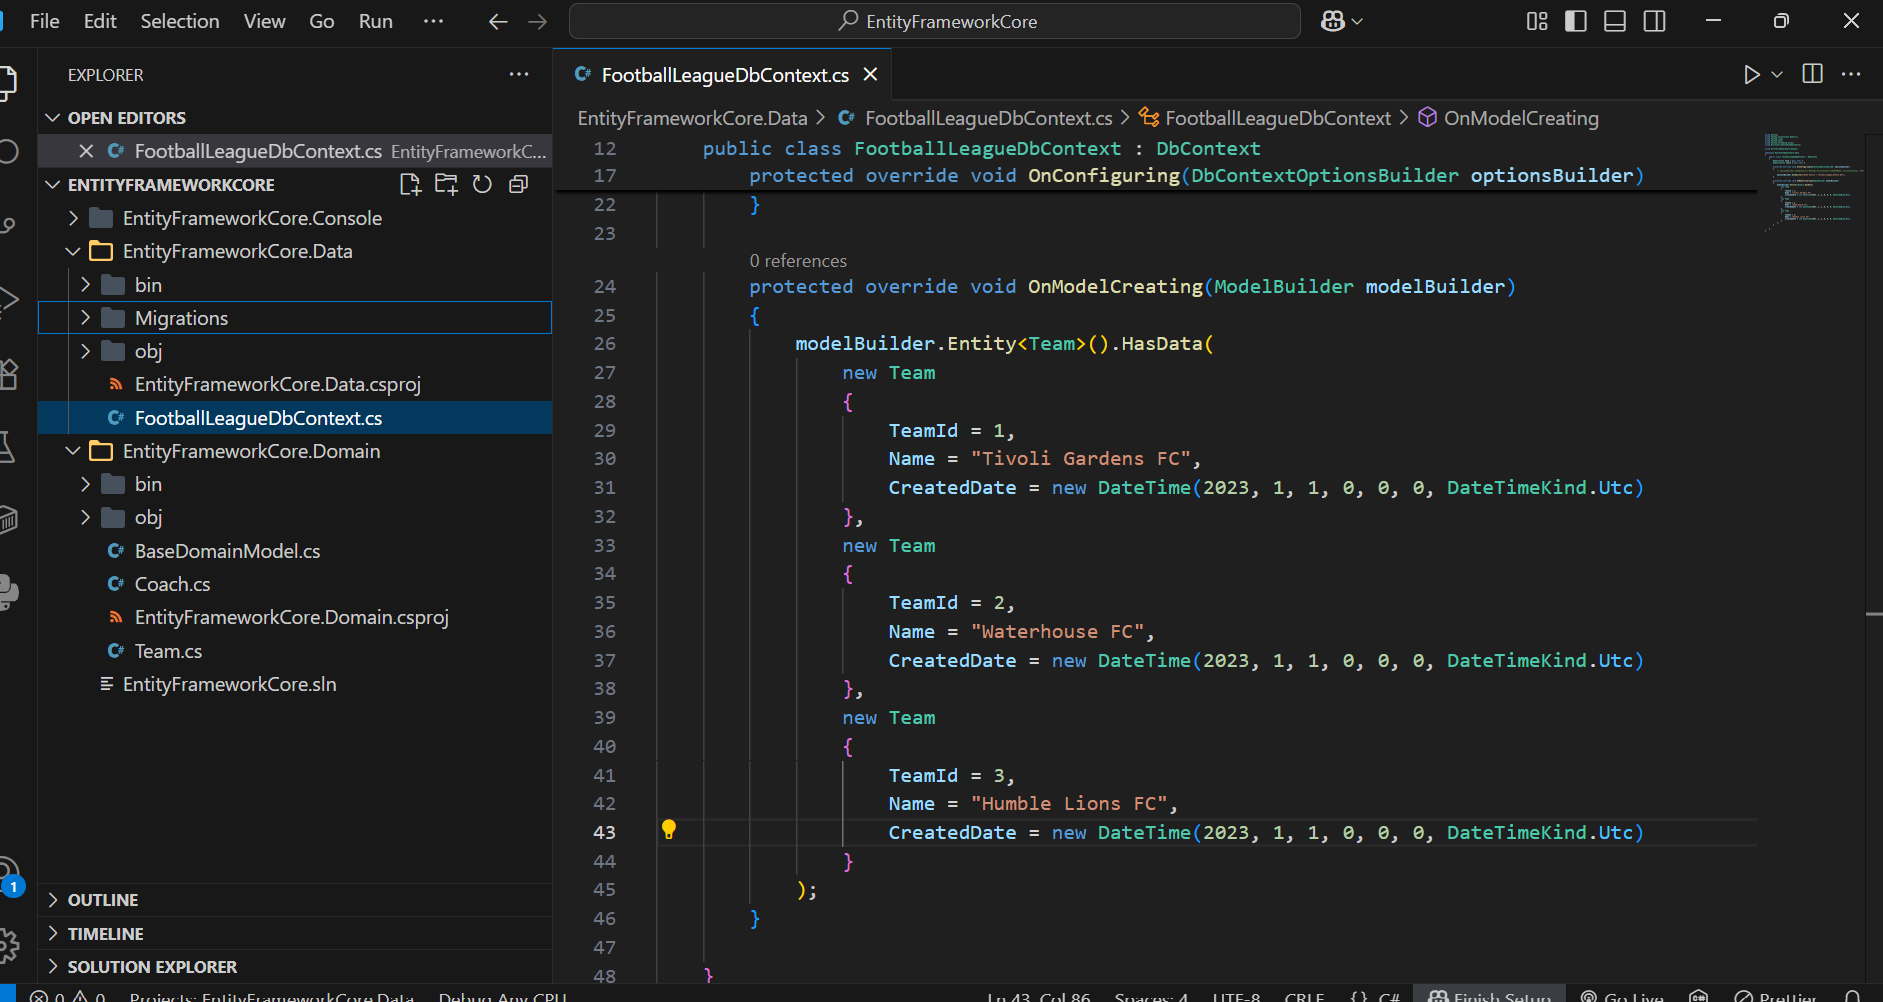 File Edit Selection View Go Run ··· EntityFrameworkCore
EXPLORER ···
OPEN EDITORS
FootballLeagueDbContext.cs EntityFrameworkC...
ENTITYFRAMEWORKCORE
EntityFrameworkCore.Console
EntityFrameworkCore.Data
bin
Migrations
obj
EntityFrameworkCore.Data.csproj
FootballLeagueDbContext.cs
EntityFrameworkCore.Domain
bin
obj
BaseDomainModel.cs
Coach.cs
EntityFrameworkCore.Domain.csproj
Team.cs
EntityFrameworkCore.sln
1
OUTLINE
TIMELINE
SOLUTION EXPLORER
FootballLeagueDbContext.cs
EntityFrameworkCore.Data > FootballLeagueDbContext.cs > FootballLeagueDbContext > OnModelCreating
12 public class FootballLeagueDbContext : DbContext
17 protected override void OnConfiguring(DbContextOptionsBuilder optionsBuilder)
22 }
23
0 references
24 protected override void OnModelCreating(ModelBuilder modelBuilder)
25 {
26 modelBuilder.Entity<Team>().HasData(
27 new Team
28 {
29 TeamId = 1,
30 Name = "Tivoli Gardens FC",
31 CreatedDate = new DateTime(2023, 1, 1, 0, 0, 0, DateTimeKind.Utc)
32 },
33 new Team
34 {
35 TeamId = 2,
36 Name = "Waterhouse FC",
37 CreatedDate = new DateTime(2023, 1, 1, 0, 0, 0, DateTimeKind.Utc)
38 },
39 new Team
40 {
41 TeamId = 3,
42 Name = "Humble Lions FC",
43 CreatedDate = new DateTime(2023, 1, 1, 0, 0, 0, DateTimeKind.Utc)
44 }
45 );
46 }
47
48 }
0 0 Projects: EntityFrameworkCore.Data Debug Any CPU Ln 43, Col 86 Spaces: 4 UTF-8 CRLF {} C# Finish Setup Go Live Prettier